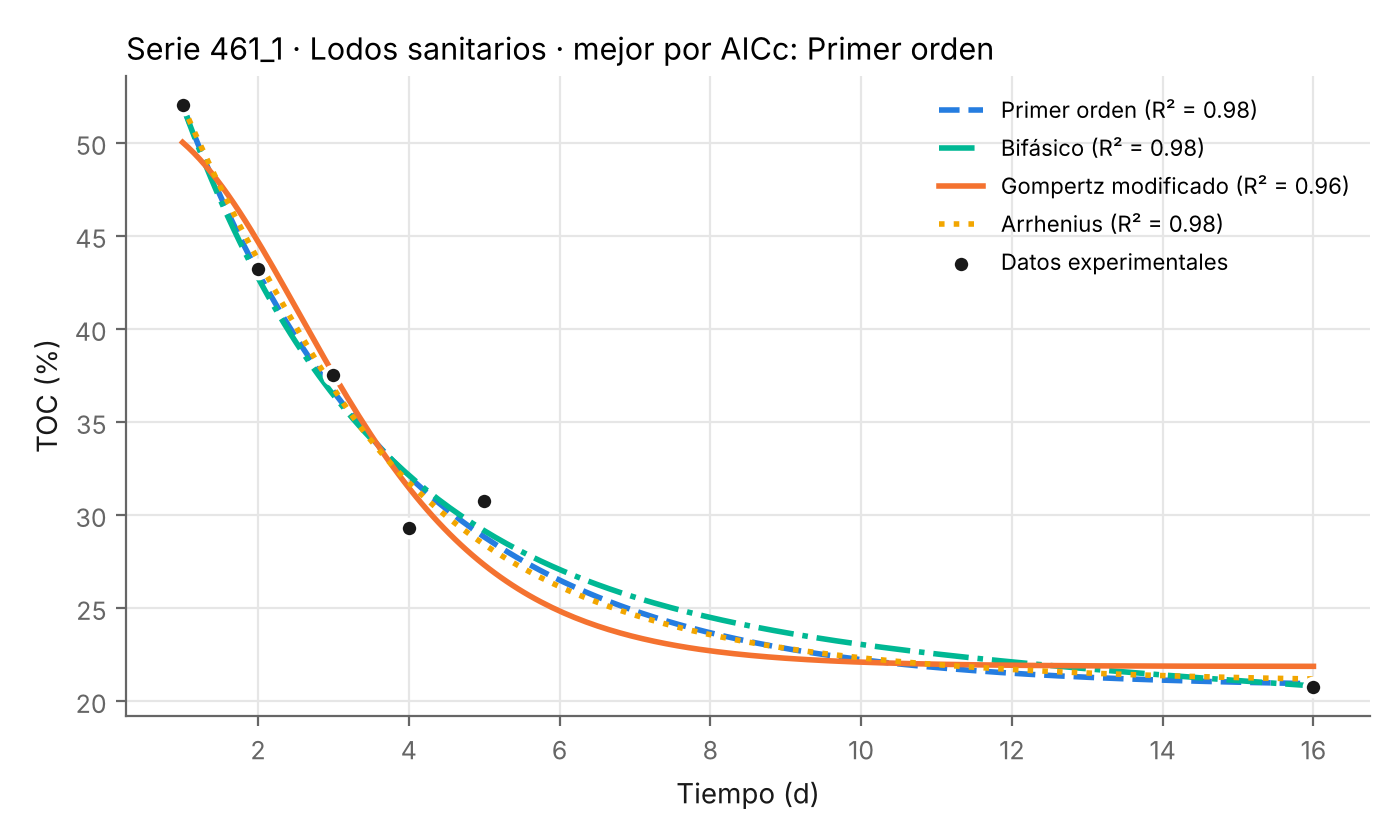 Serie 461_1 · Lodos sanitarios · mejor por AICc: Primer orden
Primer orden (R² = 0.98)
Bifásico (R² = 0.98)
Gompertz modificado (R² = 0.96)
Arrhenius (R² = 0.98)
Datos experimentales
TOC (%)
50
45
40
35
30
25
20
2 4 6 8 10 12 14 16
Tiempo (d)